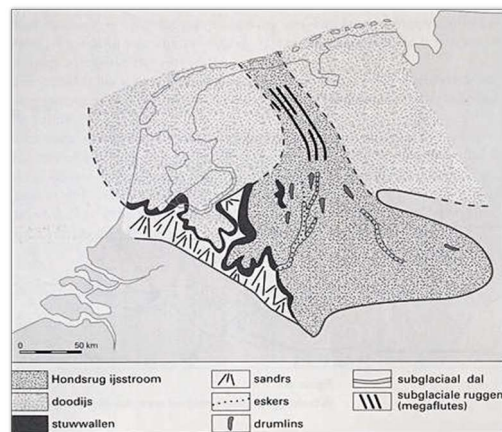 0 50 km
Hondsrug ijsstroom
doodijs
stuwwallen
sandrs
eskers
drumlins
subglaciaal dal
subglaciale ruggen
(megaflutes)